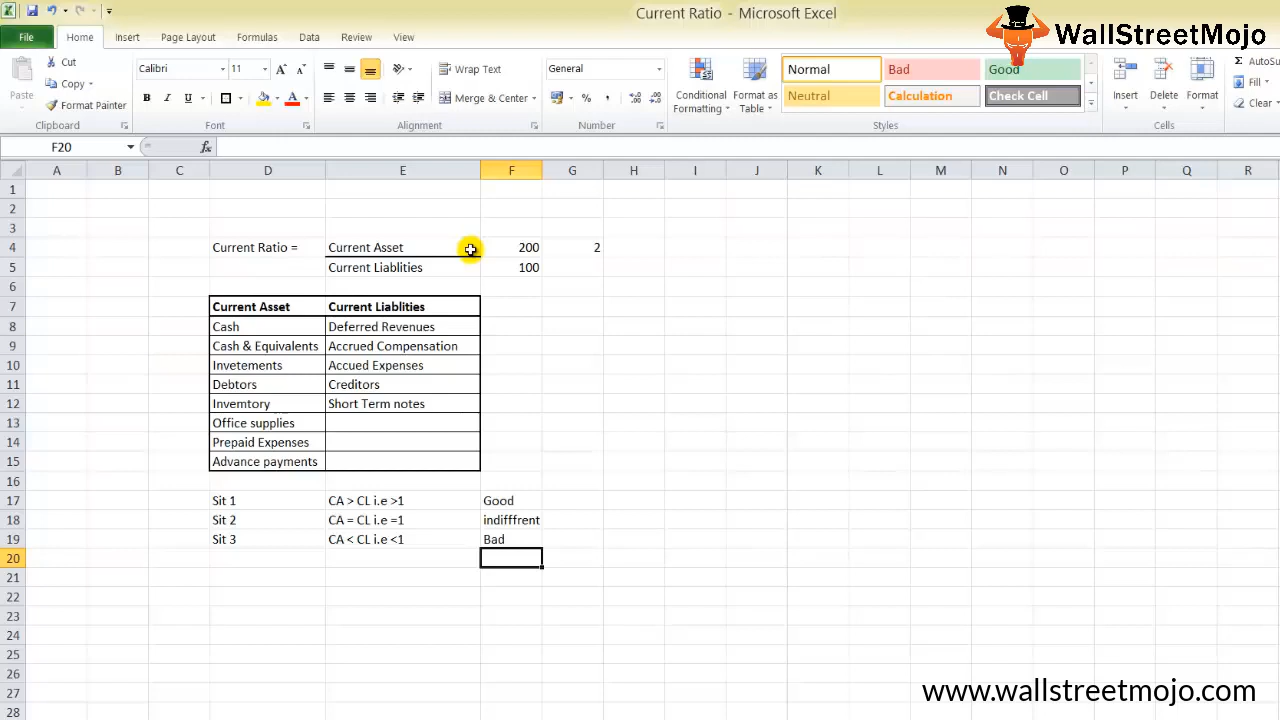 Current Ratio - Microsoft Excel
WallStreetMojo
File Home Insert Page Layout Formulas Data Review View
Cut
Copy
Format Painter
Paste
Clipboard
Calibri 11
B I U A
Font
Wrap Text
Merge & Center
Alignment
General
% ,
Number
Conditional Formatting
Format as Table
Normal Bad Good
Neutral Calculation Check Cell
Styles
Insert Delete Format
Cells
AutoSu
Fill
Clear
F20 fx
A B C D E F G H I J K L M N O P Q R
1
2
3
4 Current Ratio = Current Asset 200 2
5 Current Liablities 100
6
7 Current Asset Current Liablities
8 Cash Deferred Revenues
9 Cash & Equivalents Accrued Compensation
10 Invetements Accued Expenses
11 Debtors Creditors
12 Invemtory Short Term notes
13 Office supplies
14 Prepaid Expenses
15 Advance payments
16
17 Sit 1 CA > CL i.e >1 Good
18 Sit 2 CA = CL i.e =1 indifffrent
19 Sit 3 CA < CL i.e <1 Bad
20
21
22
23
24
25
26
27
28
www.wallstreetmojo.com